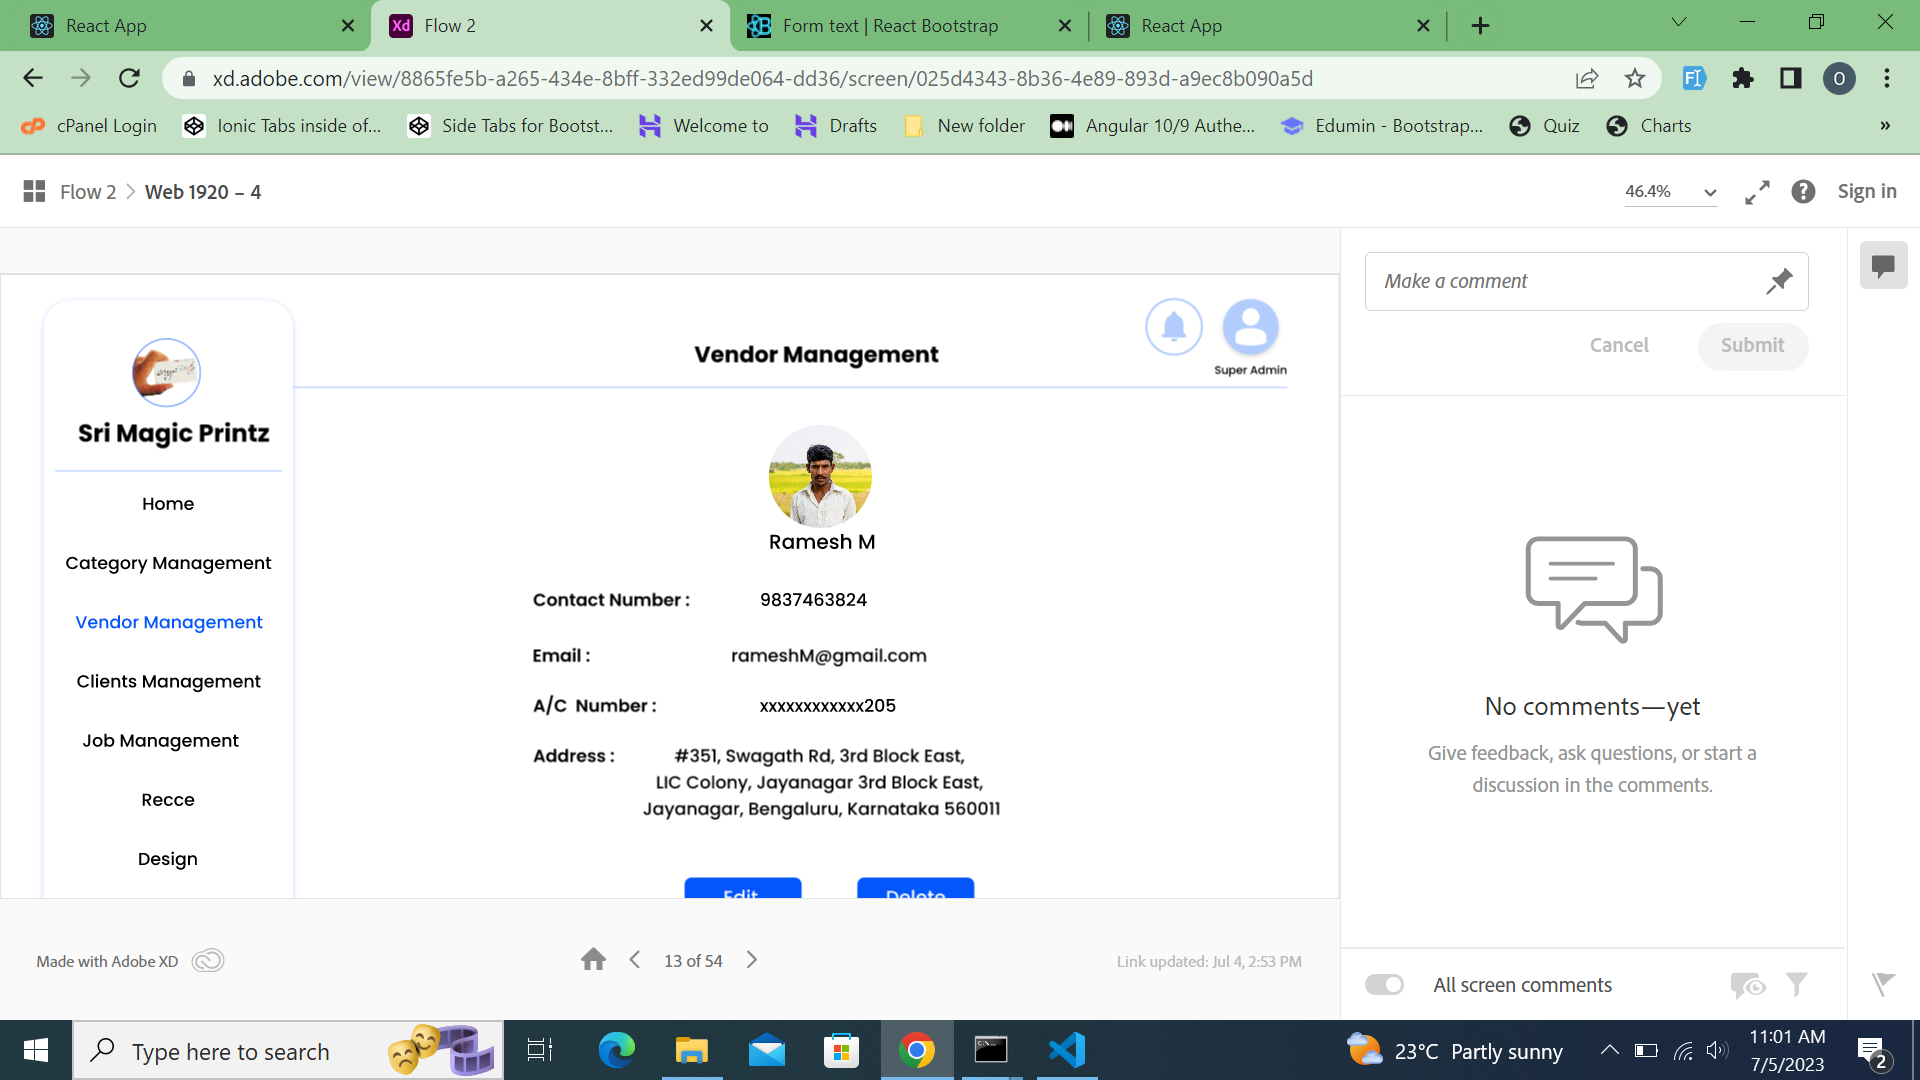 React App
Flow 2
Form text | React Bootstrap
React App
xd.adobe.com/view/8865fe5b-a265-434e-8bff-332ed99de064-dd36/screen/025d4343-8b36-4e89-893d-a9ec8b090a5d
O
cPanel Login
Ionic Tabs inside of...
Side Tabs for Bootst...
Welcome to
Drafts
New folder
Angular 10/9 Authe...
Edumin - Bootstrap...
Quiz
Charts
»
Flow 2 > Web 1920 – 4
46.4%
Sign in
Make a comment
Cancel
Submit
Vendor Management
Super Admin
Sri Magic Printz
Home
Category Management
Vendor Management
Clients Management
Job Management
Recce
Design
Ramesh M
Contact Number : 9837463824
Email : rameshM@gmail.com
A/C Number : xxxxxxxxxxxx205
Address : #351, Swagath Rd, 3rd Block East,
LIC Colony, Jayanagar 3rd Block East,
Jayanagar, Bengaluru, Karnataka 560011
Edit
Delete
No comments—yet
Give feedback, ask questions, or start a
discussion in the comments.
Made with Adobe XD
13 of 54
Link updated: Jul 4, 2:53 PM
All screen comments
Type here to search
23°C Partly sunny
11:01 AM
7/5/2023
2